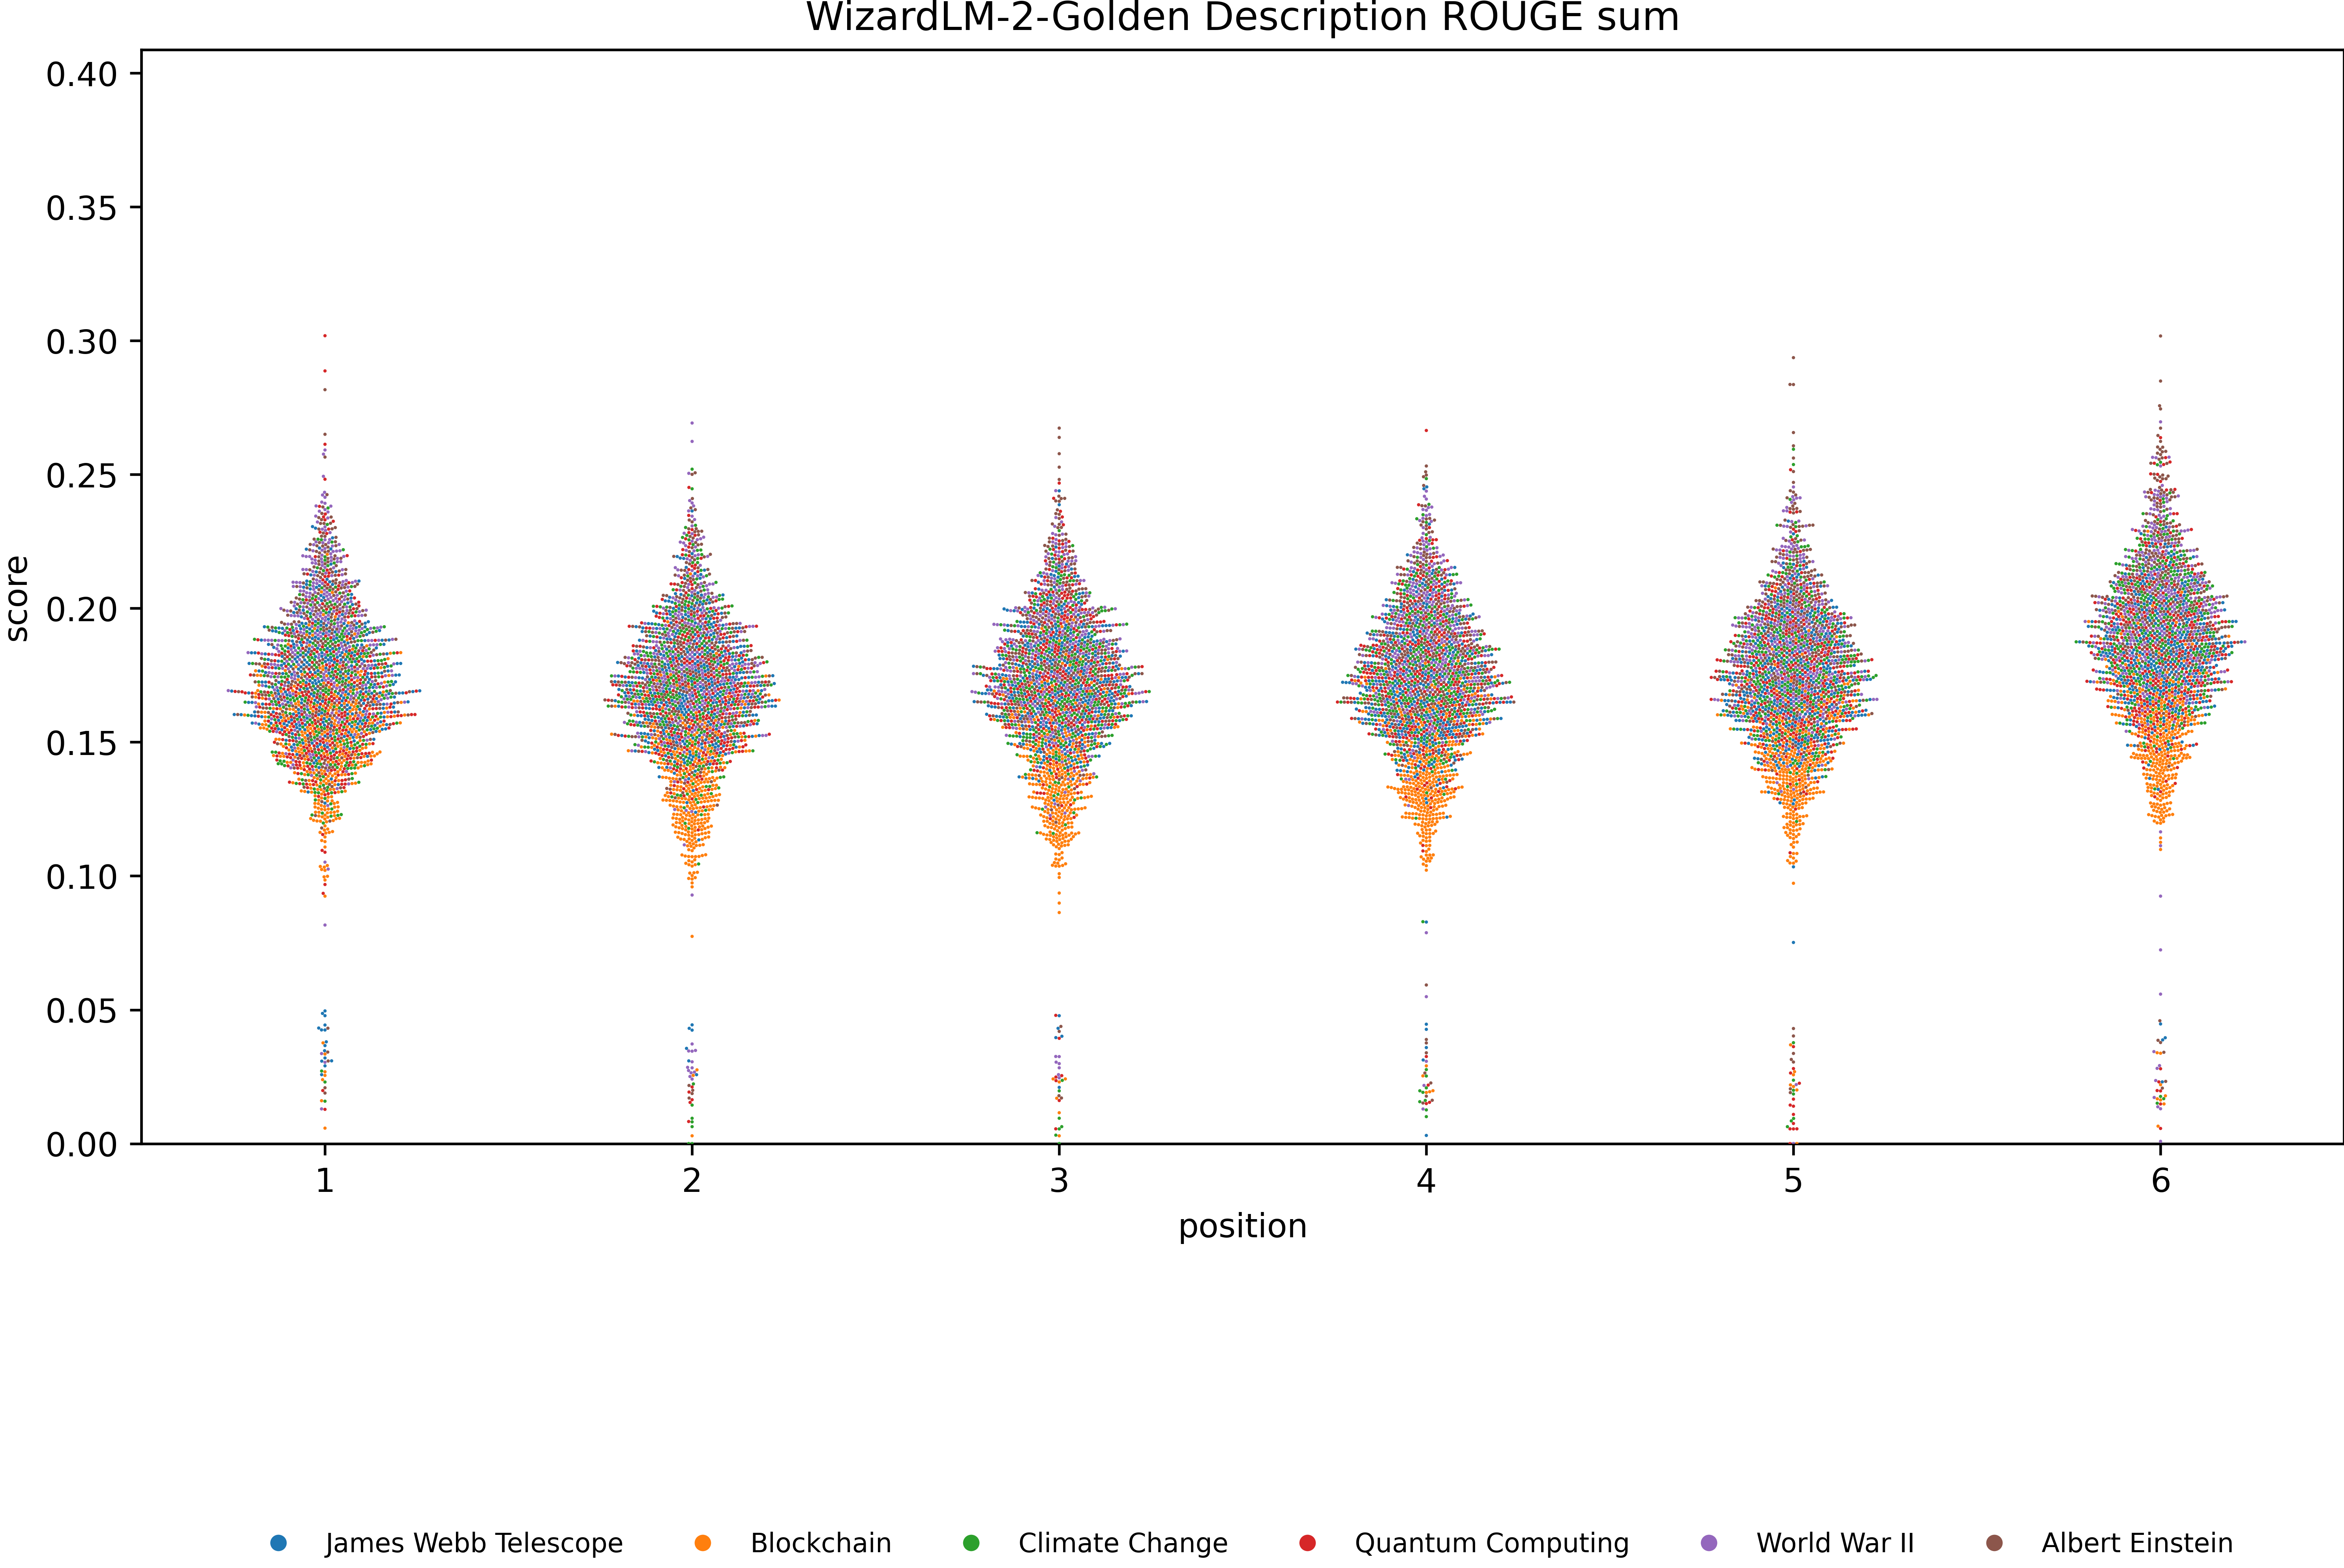 WizardLM-2-Golden Description ROUGE sum
0.40
0.35
0.30
0.25
score
0.20
0.15
0.10
0.05
0.00
1 2 3 4 5 6
position
James Webb Telescope Blockchain Climate Change Quantum Computing World War II Albert Einstein